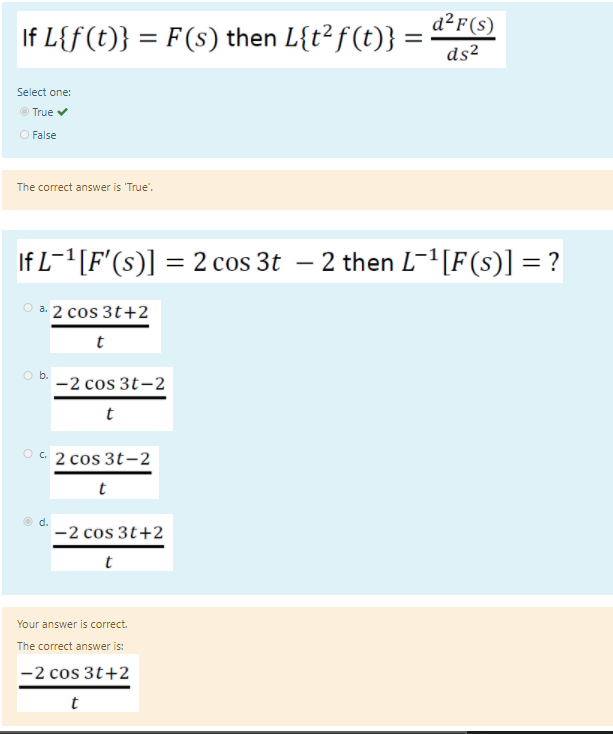 If L{f(t)} = F(s) then L{t² f(t)} = d²F(s)/ds²
Select one:
True ✔
False
The correct answer is 'True'.
If L⁻¹[F′(s)] = 2 cos 3t − 2 then L⁻¹[F(s)] = ?
a. 2 cos 3t+2 / t
b. −2 cos 3t−2 / t
c. 2 cos 3t−2 / t
d. −2 cos 3t+2 / t
Your answer is correct.
The correct answer is:
−2 cos 3t+2 / t